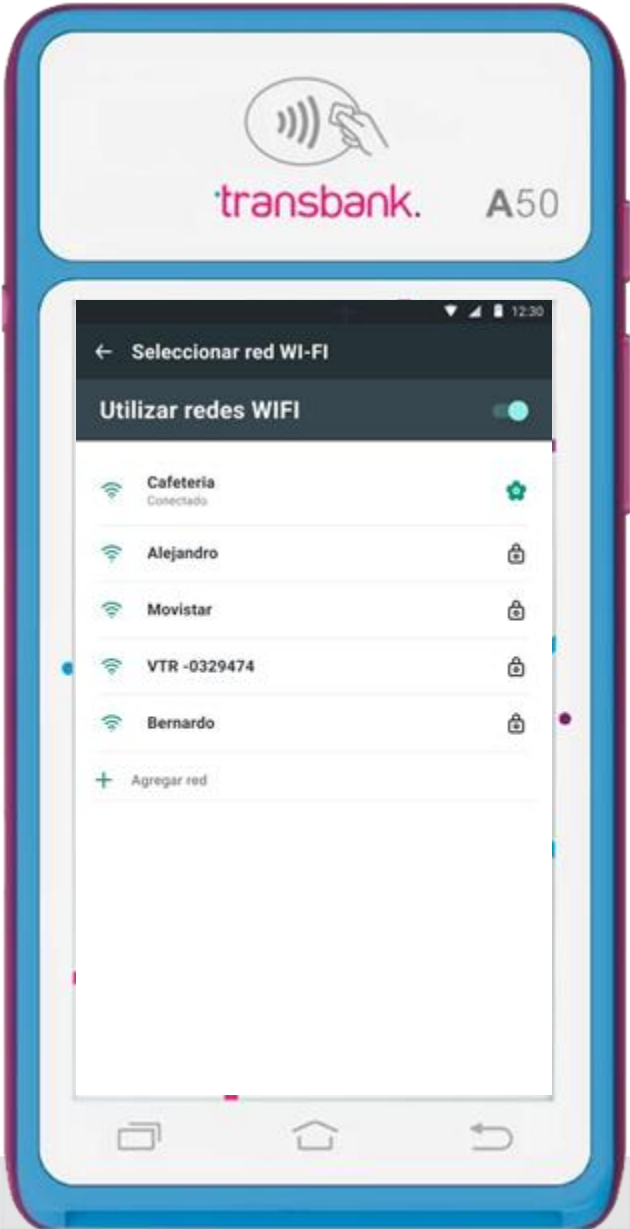 transbank.
A50
12:30
Seleccionar red WI-FI
Utilizar redes WIFI
Cafeteria
Conectado
Alejandro
Movistar
VTR -0329474
Bernardo
Agregar red